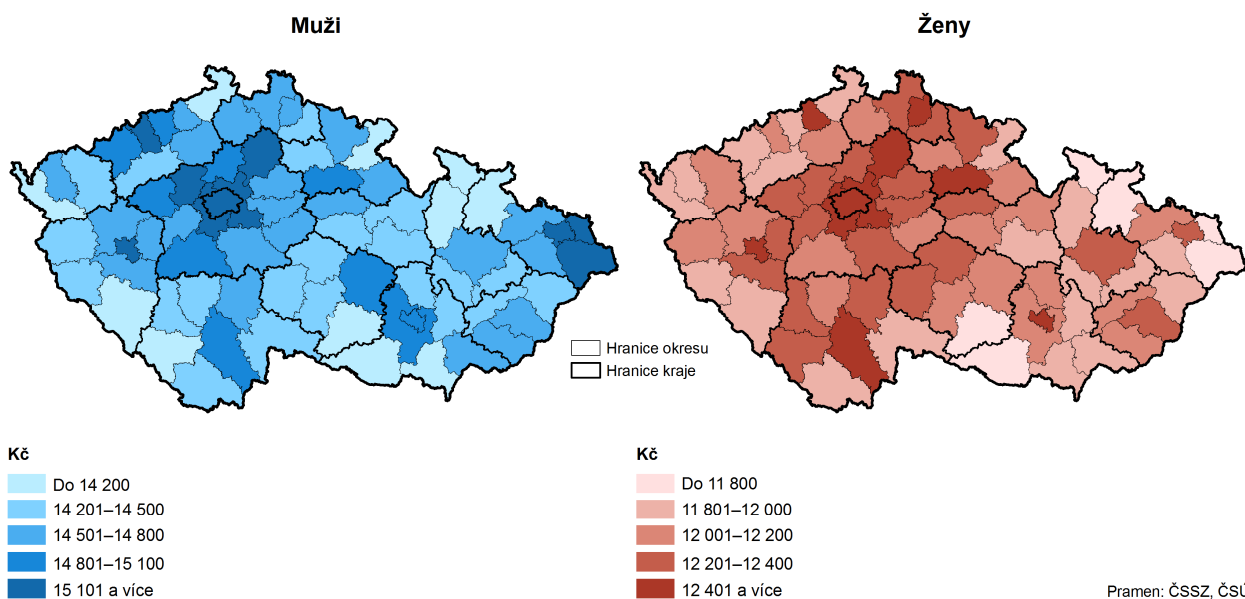 Muži
Ženy
Hranice okresu
Hranice kraje
Kč
Do 14 200
14 201–14 500
14 501–14 800
14 801–15 100
15 101 a více
Kč
Do 11 800
11 801–12 000
12 001–12 200
12 201–12 400
12 401 a více
Pramen: ČSSZ, ČSÚ